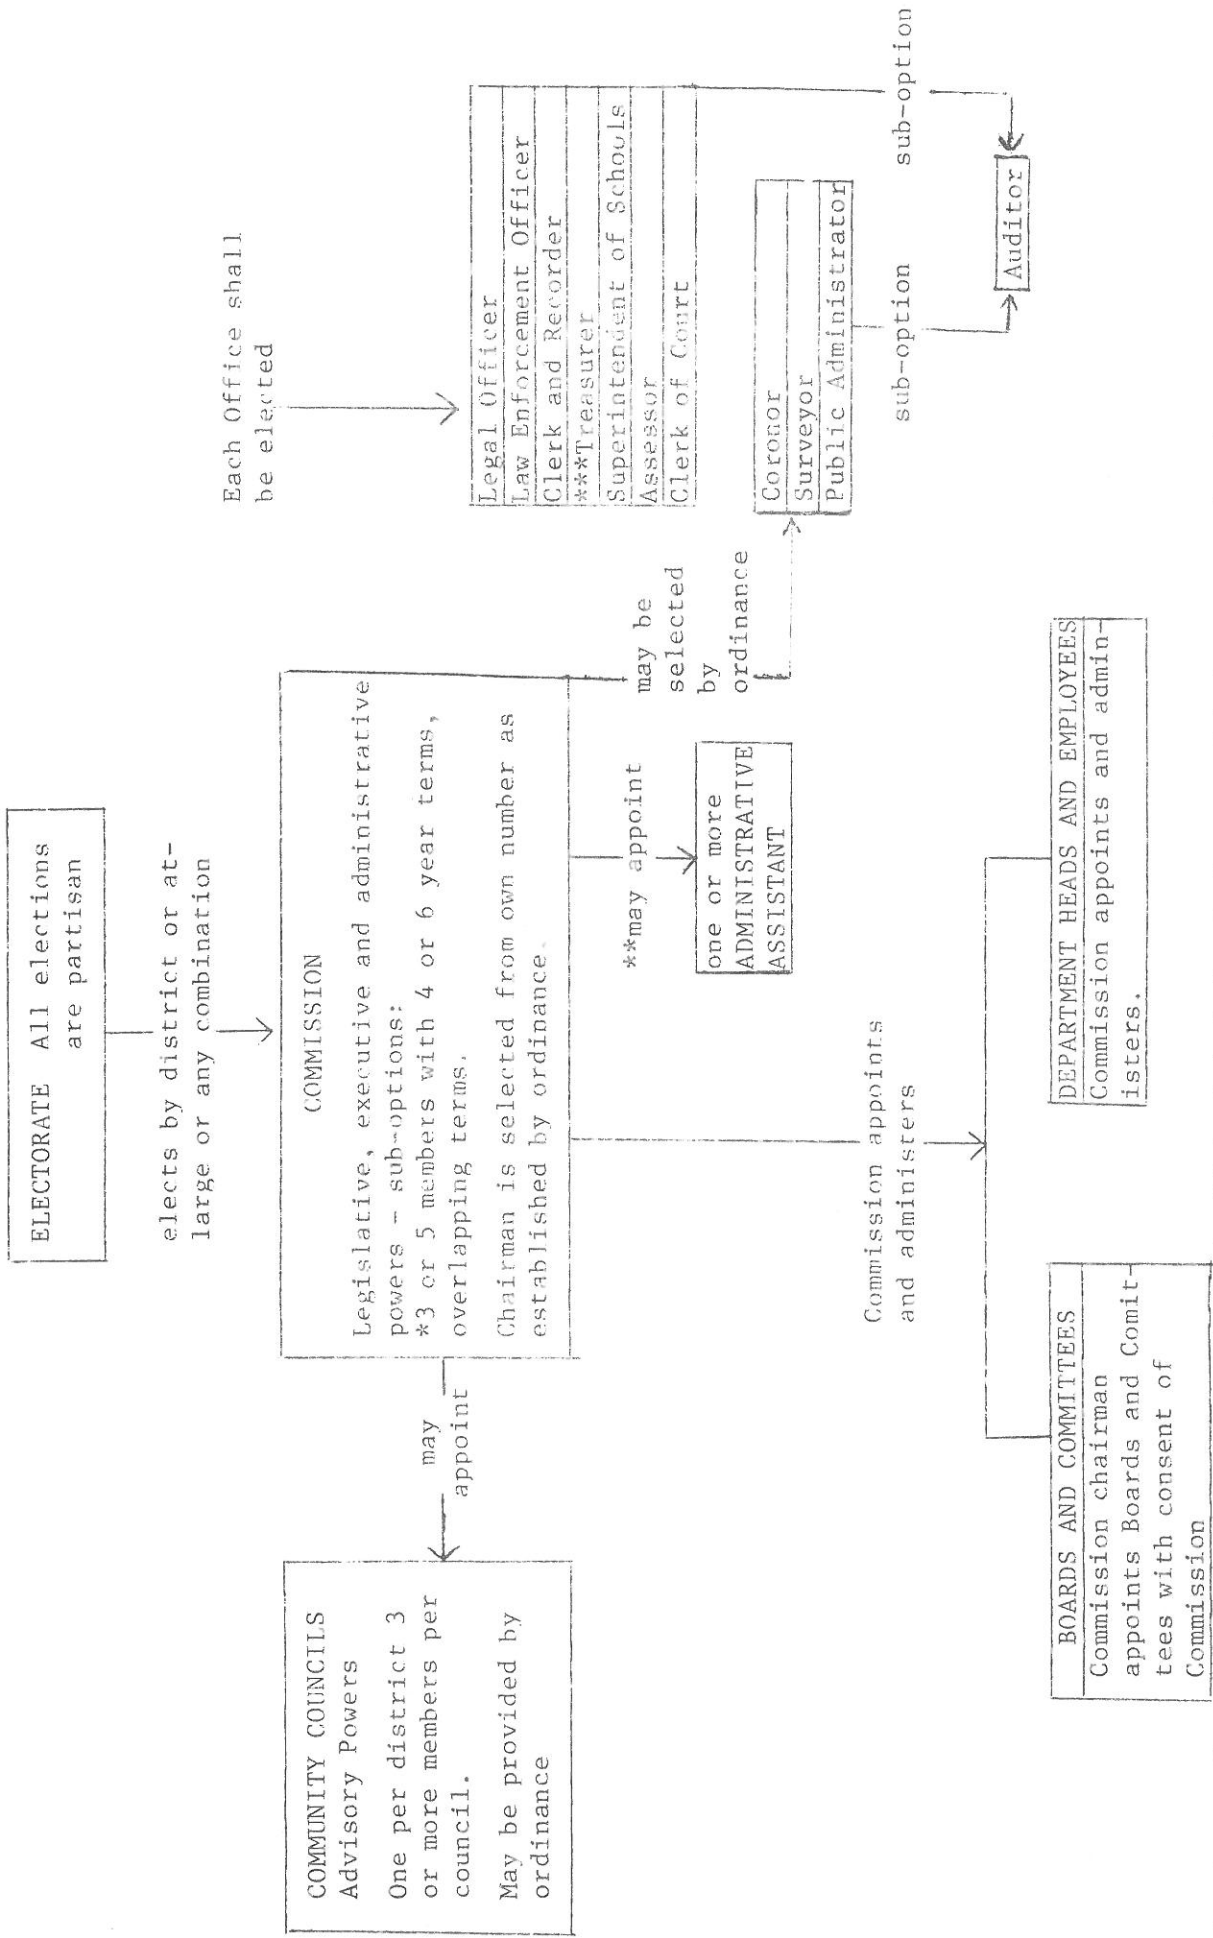 ELECTORATE All elections
are partisan
elects by district or at-
large or any combination
Each Office shall
be elected
COMMISSION
Legislative, executive and administrative
powers - sub-options:
*3 or 5 members with 4 or 6 year terms,
overlapping terms.
Chairman is selected from own number as
established by ordinance.
may
appoint
COMMUNITY COUNCILS
Advisory Powers
One per district 3
or more members per
council.
May be provided by
ordinance
**may appoint
one or more
ADMINISTRATIVE
ASSISTANT
may be
selected
by
ordinance
Legal Officer
Law Enforcement Officer
Clerk and Recorder
***Treasurer
Superintendent of Schools
Assessor
Clerk of Court
Coronor
Surveyor
Public Administrator
sub-option
sub-option
Auditor
Commission appoints
and administers
BOARDS AND COMMITTEES
Commission chairman
appoints Boards and Comit-
tees with consent of
Commission
DEPARTMENT HEADS AND EMPLOYEES
Commission appoints and admin-
isters.